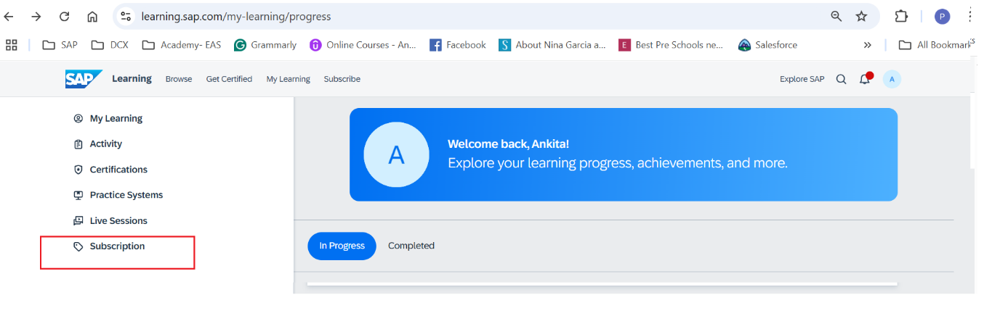 learning.sap.com/my-learning/progress
P
SAP DCX Academy- EAS Grammarly Online Courses - An... Facebook S About Nina Garcia a... E Best Pre Schools ne... Salesforce » All Bookmarks
SAP Learning Browse Get Certified My Learning Subscribe Explore SAP A
My Learning
Activity
Certifications
Practice Systems
Live Sessions
Subscription
A
Welcome back, Ankita!
Explore your learning progress, achievements, and more.
In Progress Completed